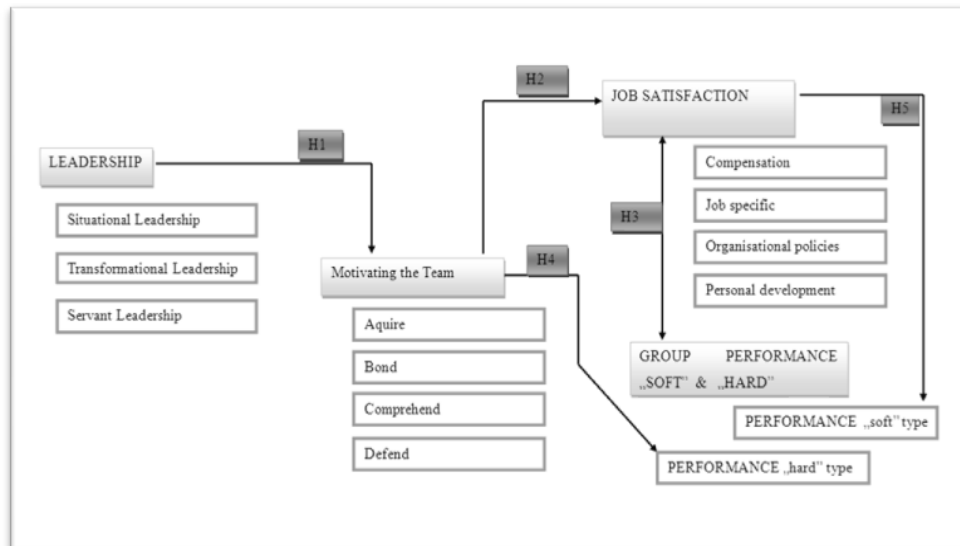 H2
JOB SATISFACTION
H5
H1
LEADERSHIP
Compensation
Job specific
H3
Situational Leadership
Organisational policies
Transformational Leadership
H4
Motivating the Team
Personal development
Servant Leadership
Aquire
GROUP PERFORMANCE
„SOFT” & „HARD”
Bond
Comprehend
PERFORMANCE „soft” type
Defend
PERFORMANCE „hard” type